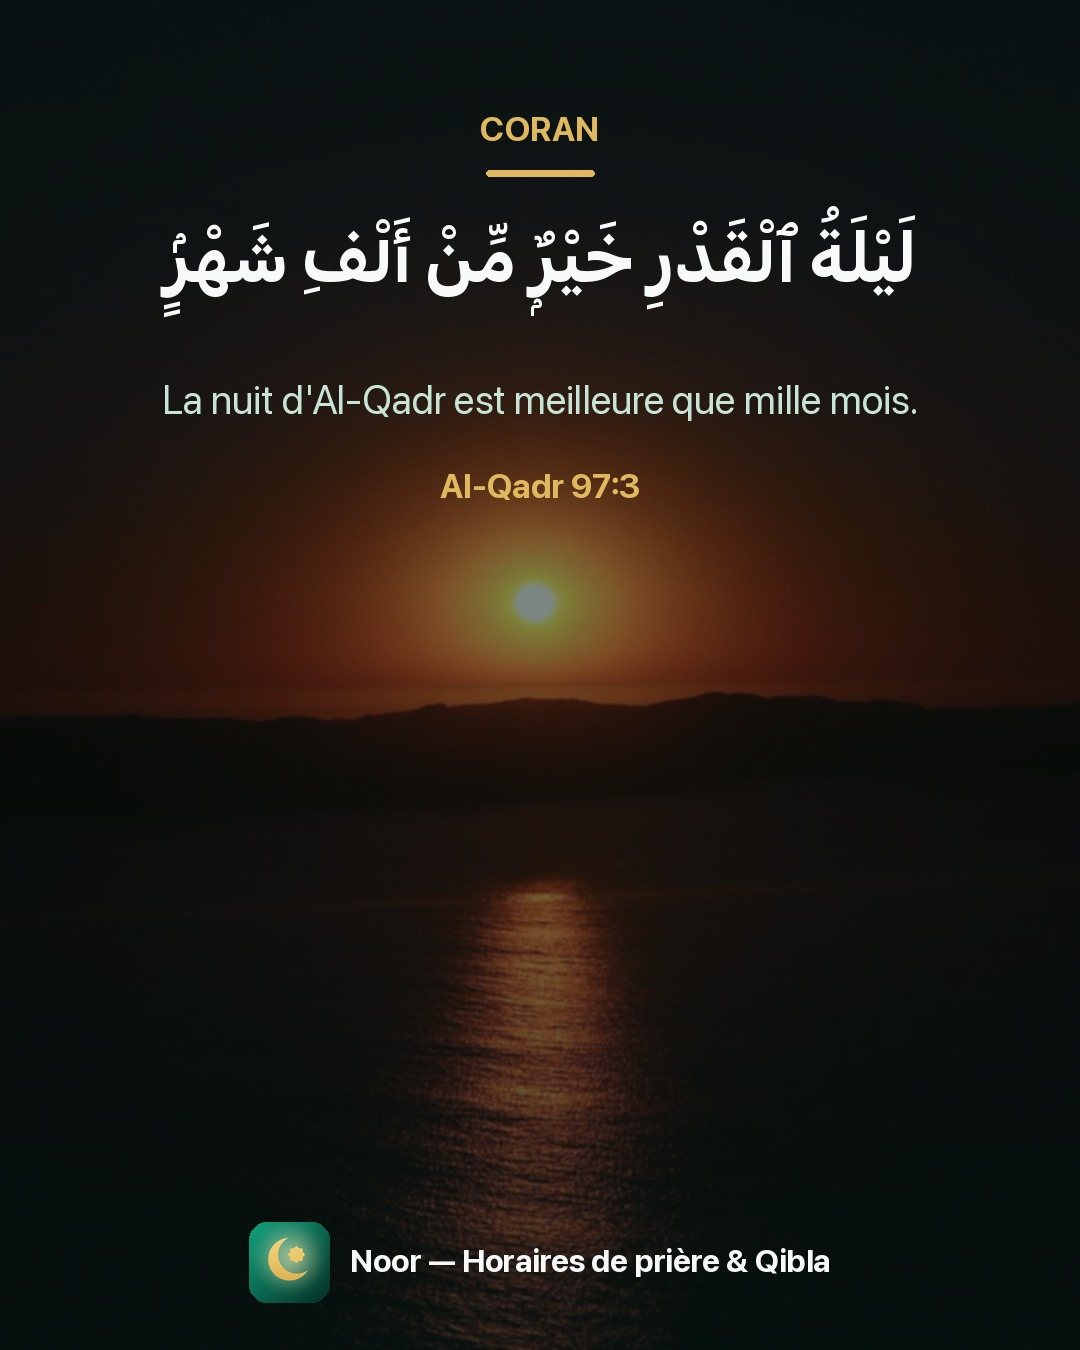 CORAN
لَيْلَةُ ٱلْقَدْرِ خَيْرٌۭ مِّنْ أَلْفِ شَهْرٍۢ
La nuit d'Al-Qadr est meilleure que mille mois.
Al-Qadr 97:3
Noor — Horaires de prière & Qibla